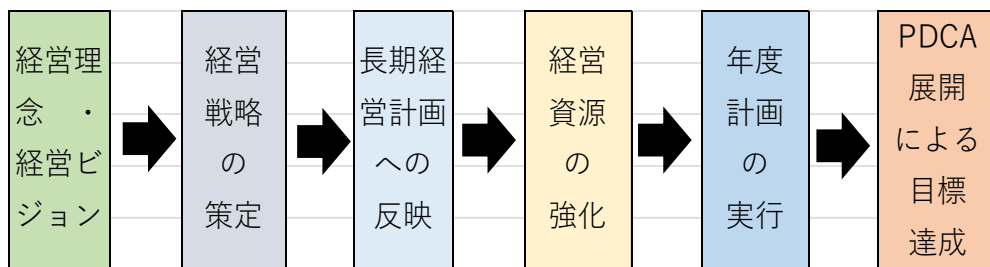 経営理
念・
経営ビ
ジョン
経営
戦略
の
策定
長期経
営計画
への
反映
経営
資源
の
強化
年度
計画
の
実行
PDCA
展開
による
目標
達成